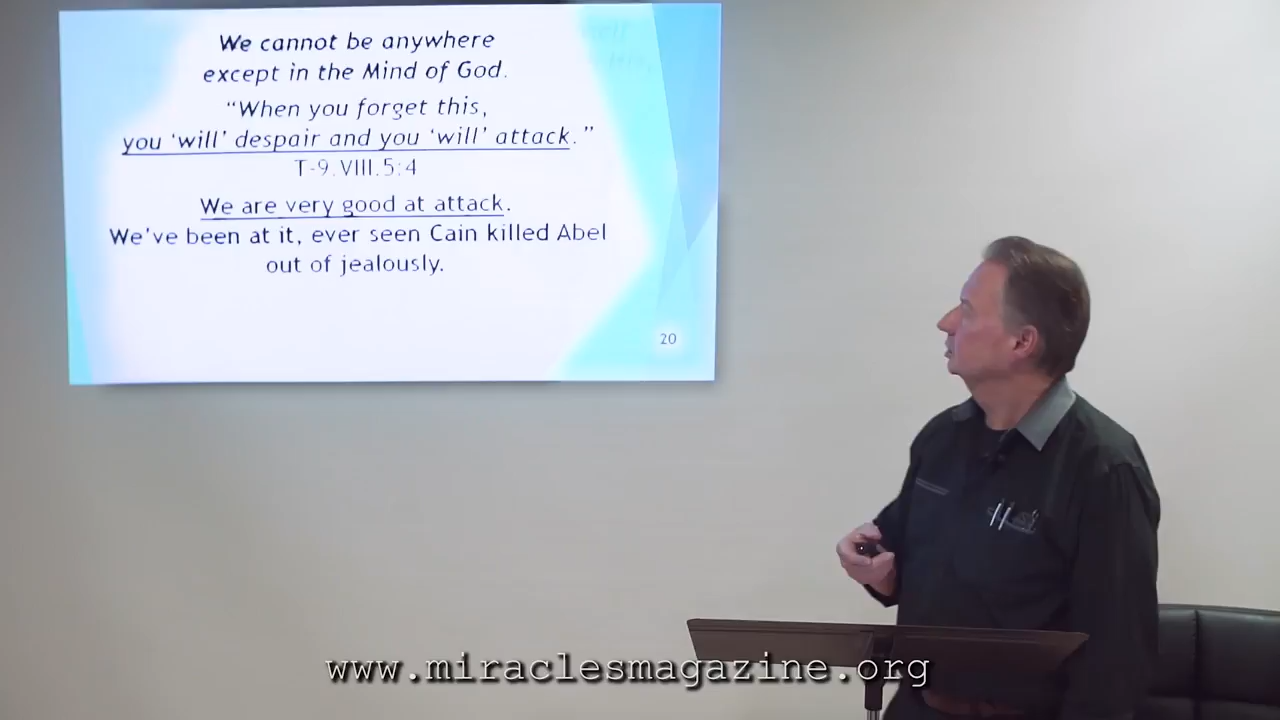 We cannot be anywhere
except in the Mind of God.
“When you forget this,
you ‘will’ despair and you ‘will’ attack.”
T-9.VIII.5:4
We are very good at attack.
We've been at it, ever seen Cain killed Abel
out of jealously.
20
www.miraclesmagazine.org